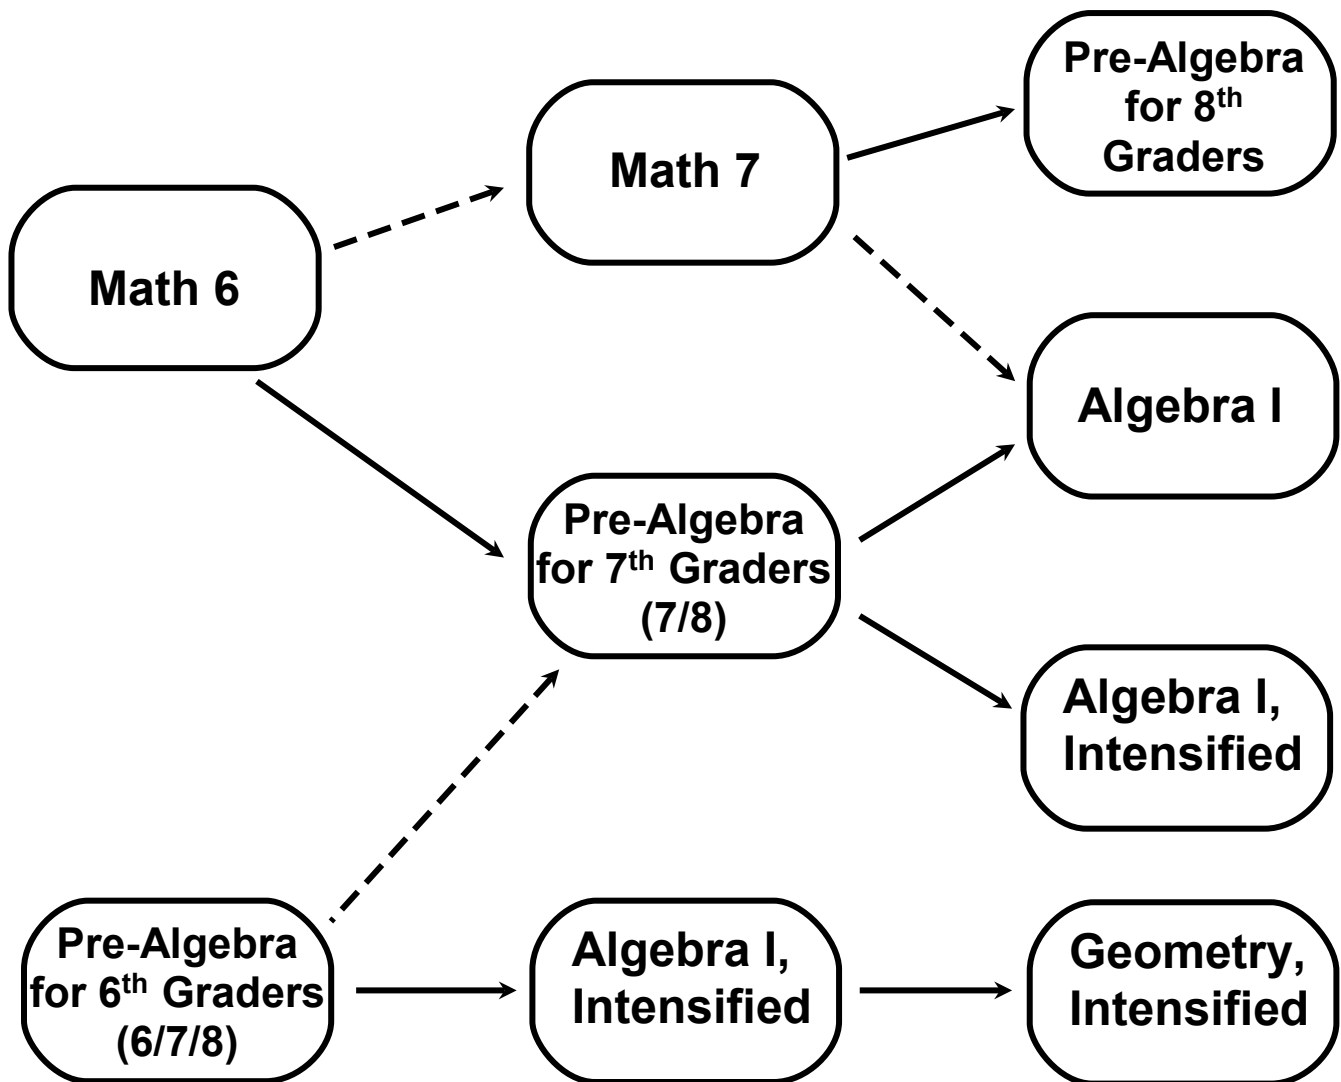 Math 6
Pre-Algebra
for 6th Graders
(6/7/8)
Math 7
Pre-Algebra
for 7th Graders
(7/8)
Algebra I,
Intensified
Pre-Algebra
for 8th
Graders
Algebra I
Algebra I,
Intensified
Geometry,
Intensified